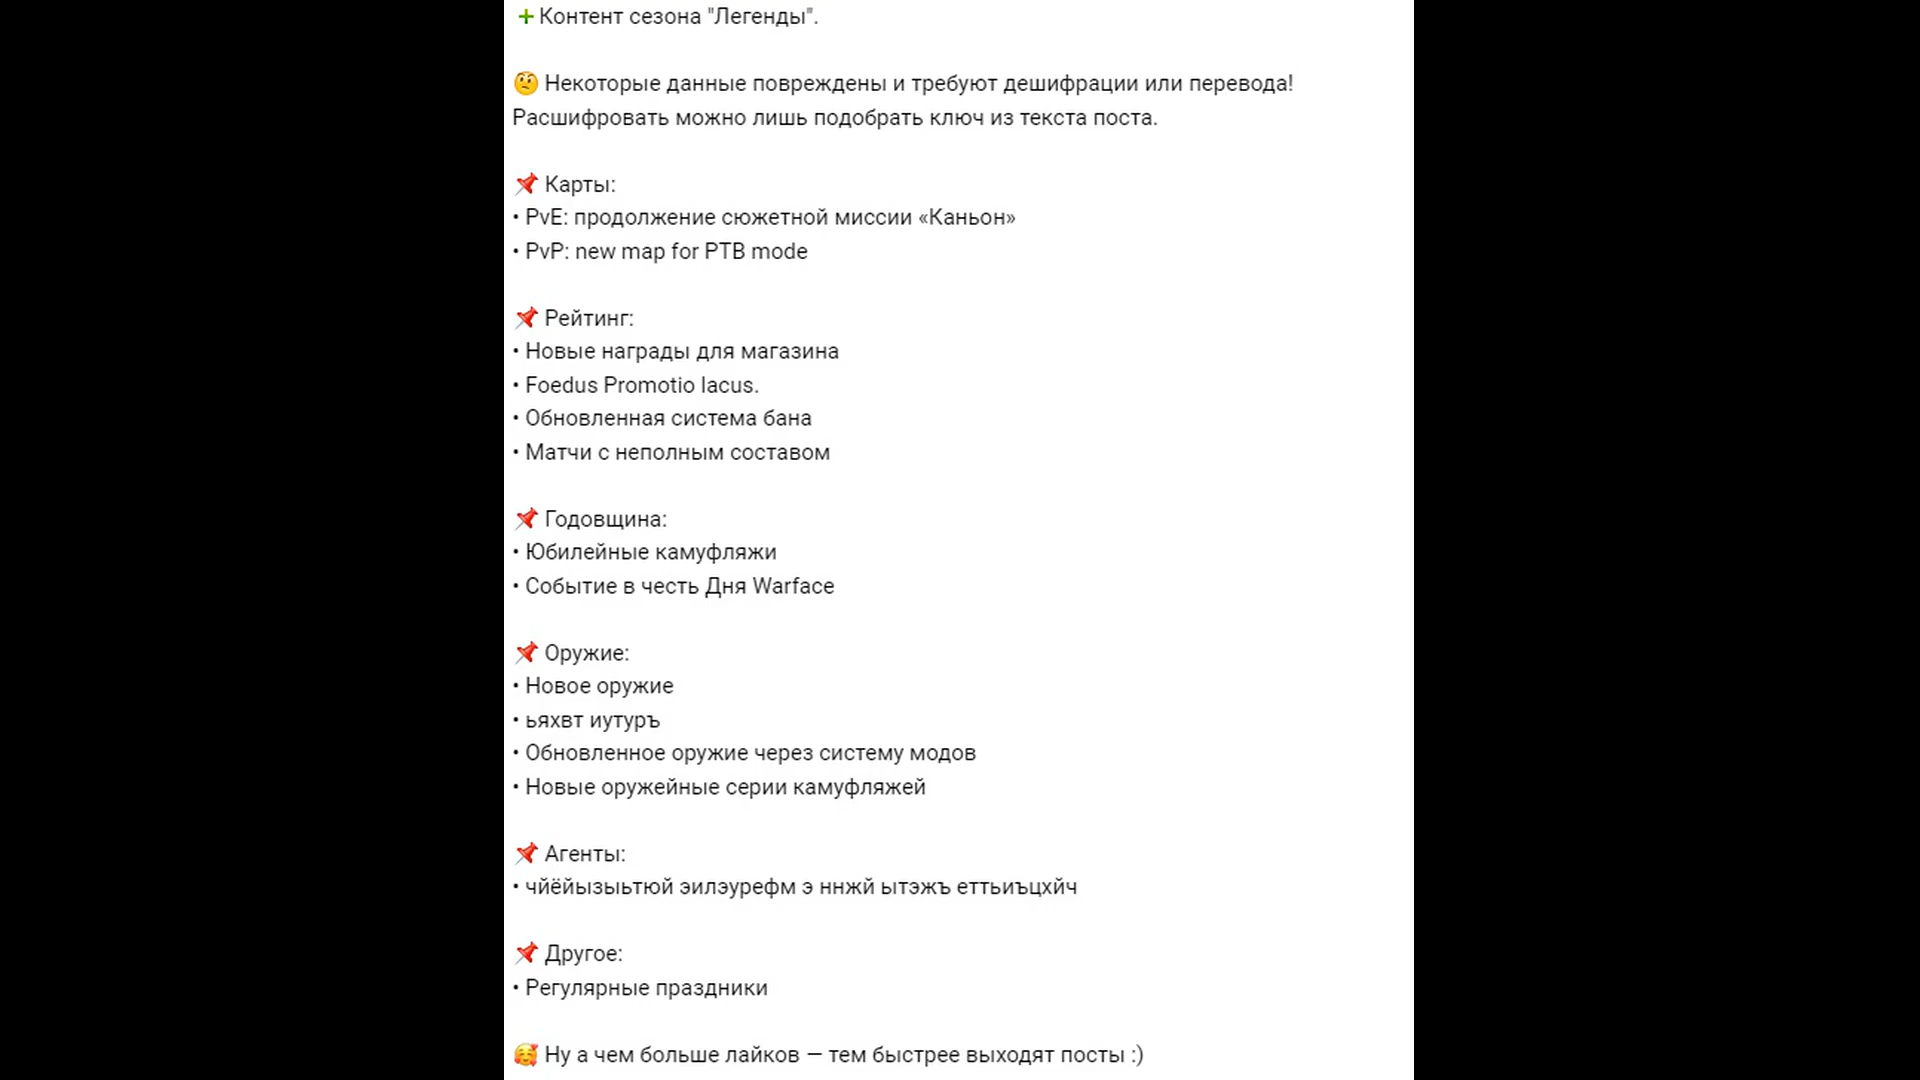 +Контент сезона "Легенды".
🤨 Некоторые данные повреждены и требуют дешифрации или перевода!
Расшифровать можно лишь подобрать ключ из текста поста.
📌 Карты:
• PvE: продолжение сюжетной миссии «Каньон»
• PvP: new map for PTB mode
📌 Рейтинг:
• Новые награды для магазина
• Foedus Promotio lacus.
• Обновленная система бана
• Матчи с неполным составом
📌 Годовщина:
• Юбилейные камуфляжи
• Событие в честь Дня Warface
📌 Оружие:
• Новое оружие
• ьяхвт иутуръ
• Обновленное оружие через систему модов
• Новые оружейные серии камуфляжей
📌 Агенты:
• чйёйызыьтюй эилэурефм э ннжй ытэжъ еттьиъцхйч
📌 Другое:
• Регулярные праздники
🥰 Ну а чем больше лайков — тем быстрее выходят посты :)